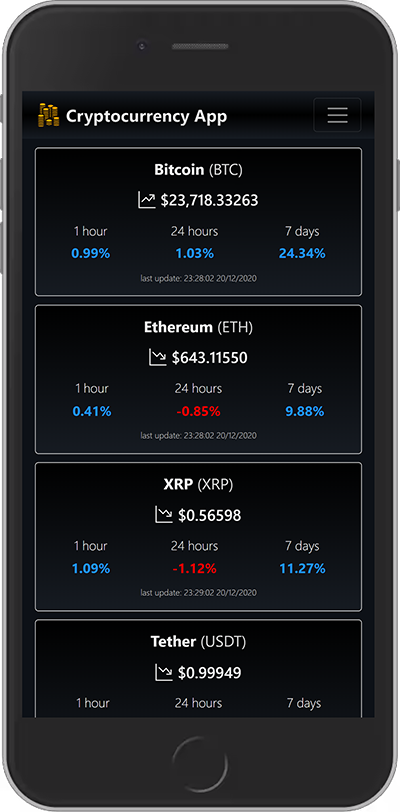 Cryptocurrency App
Bitcoin (BTC)
$23,718.33263
1 hour 24 hours 7 days
0.99% 1.03% 24.34%
last update: 23:28:02 20/12/2020
Ethereum (ETH)
$643.11550
1 hour 24 hours 7 days
0.41% -0.85% 9.88%
last update: 23:28:02 20/12/2020
XRP (XRP)
$0.56598
1 hour 24 hours 7 days
1.09% -1.12% 11.27%
last update: 23:29:02 20/12/2020
Tether (USDT)
$0.99949
1 hour 24 hours 7 days